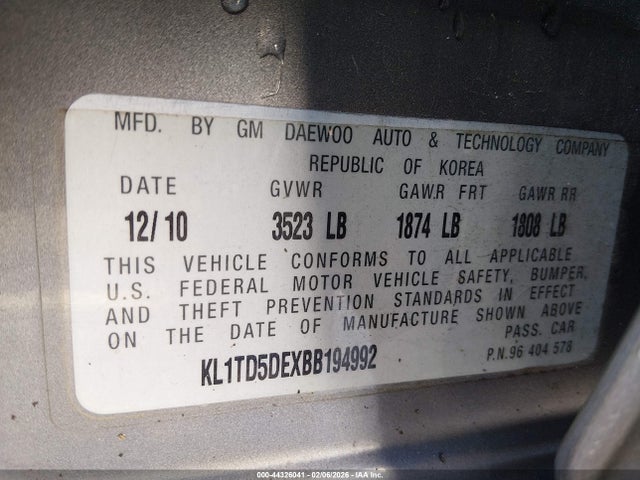 MFD. BY GM DAEWOO AUTO & TECHNOLOGY COMPANY
REPUBLIC OF KOREA
DATE GVWR GAWR FRT GAWR RR
12/10 3523 LB 1874 LB 1808 LB
THIS VEHICLE CONFORMS TO ALL APPLICABLE
U.S. FEDERAL MOTOR VEHICLE SAFETY, BUMPER,
AND THEFT PREVENTION STANDARDS IN EFFECT
ON THE DATE OF MANUFACTURE SHOWN ABOVE
PASS. CAR
KL1TD5DEXBB194992 P.N. 96 404 578
000-44326041 - 02/06/2026 - IAAI.COM